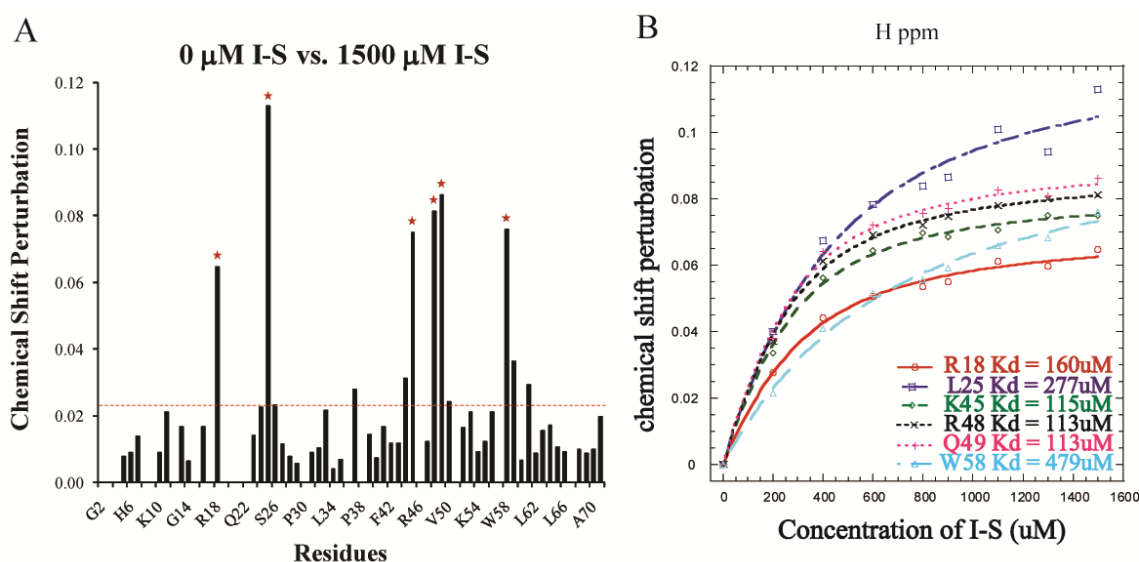 A
0 µM I-S vs. 1500 µM I-S
Chemical Shift Perturbation
0.12
0.10
0.08
0.06
0.04
0.02
0.00
G2 H6 K10 G14 R18 Q22 S26 P30 L34 P38 F42 R46 V50 K54 W58 L62 L66 A70
Residues
B
H ppm
chemical shift perturbation
0.12
0.1
0.08
0.06
0.04
0.02
0
R18 Kd = 160uM
L25 Kd = 277uM
K45 Kd = 115uM
R48 Kd = 113uM
Q49 Kd = 113uM
W58 Kd = 479uM
0 200 400 600 800 1000 1200 1400 1600
Concentration of I-S (uM)